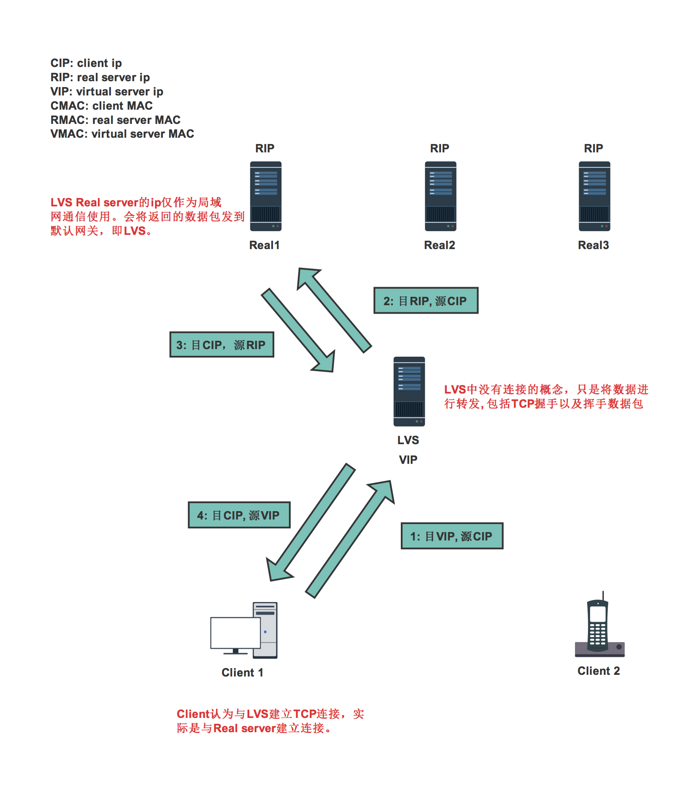 CIP: client ip
RIP: real server ip
VIP: virtual server ip
CMAC: client MAC
RMAC: real server MAC
VMAC: virtual server MAC
RIP
RIP
RIP
LVS Real server的ip仅作为局域
网通信使用。会将返回的数据包发到
默认网关，即LVS。
Real1
Real2
Real3
2: 目RIP, 源CIP
3: 目CIP，源RIP
LVS中没有连接的概念，只是将数据进
行转发, 包括TCP握手以及挥手数据包
LVS
VIP
4: 目CIP, 源VIP
1: 目VIP, 源CIP
Client 1
Client 2
Client认为与LVS建立TCP连接，实
际是与Real server建立连接。